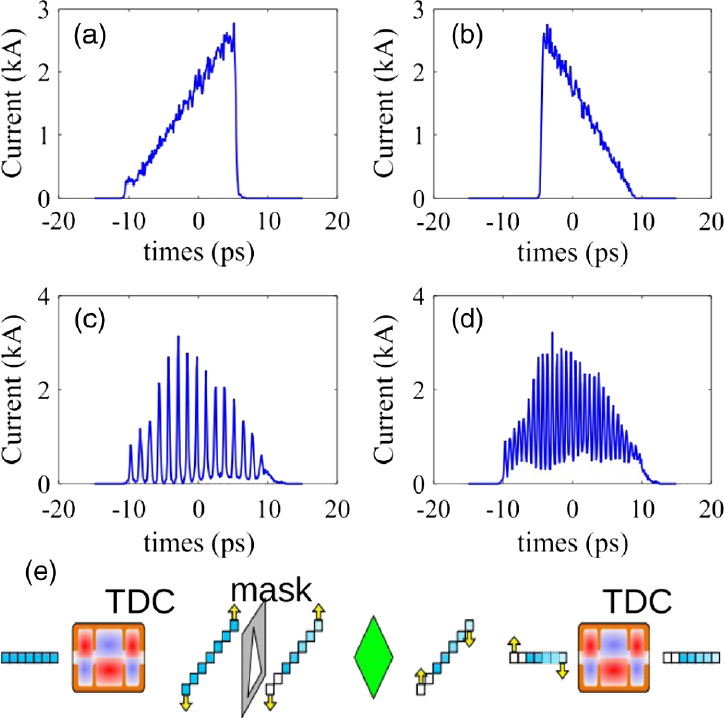 (a)
3
2
1
0
Current (kA)
-20 -10 0 10 20
times (ps)
(b)
3
2
1
0
Current (kA)
-20 -10 0 10 20
times (ps)
(c)
4
2
0
Current (kA)
-20 -10 0 10 20
times (ps)
(d)
4
2
0
Current (kA)
-20 -10 0 10 20
times (ps)
(e)
TDC
mask
TDC